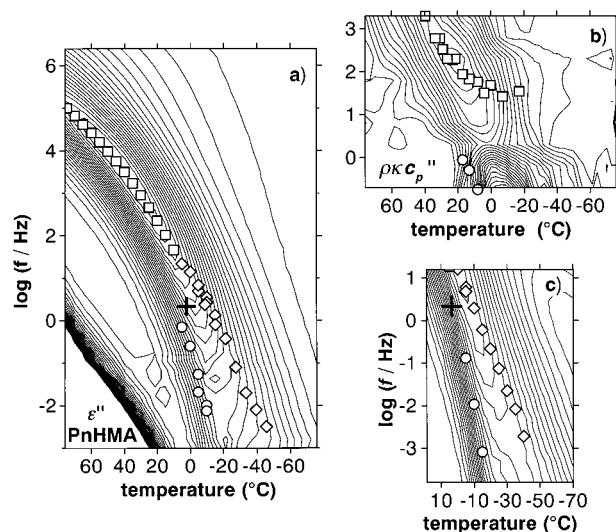 a)
log (f / Hz)
6
4
2
0
-2
ε''
PnHMA
60 40 20 0 -20 -40 -60
temperature (°C)
b)
3
2
1
0
ρκcp''
60 40 20 0 -20 -40 -60
temperature (°C)
c)
log (f / Hz)
1
0
-1
-2
-3
10 -10 -30 -50 -70
temperature (°C)